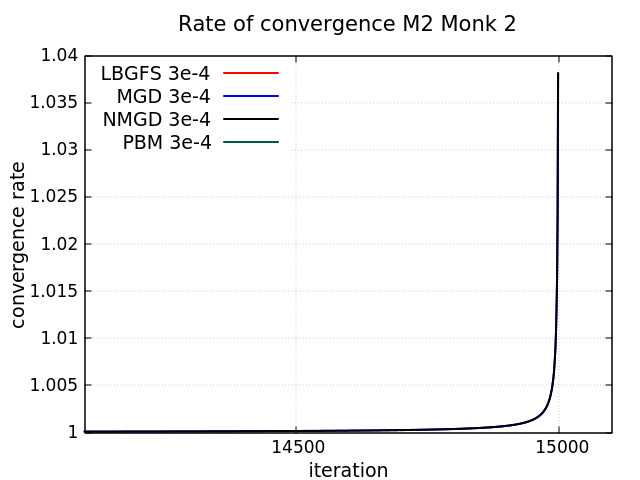 Rate of convergence M2 Monk 2
1.04
1.035
1.03
1.025
1.02
1.015
1.01
1.005
1
convergence rate
LBGFS 3e-4
MGD 3e-4
NMGD 3e-4
PBM 3e-4
14500
15000
iteration